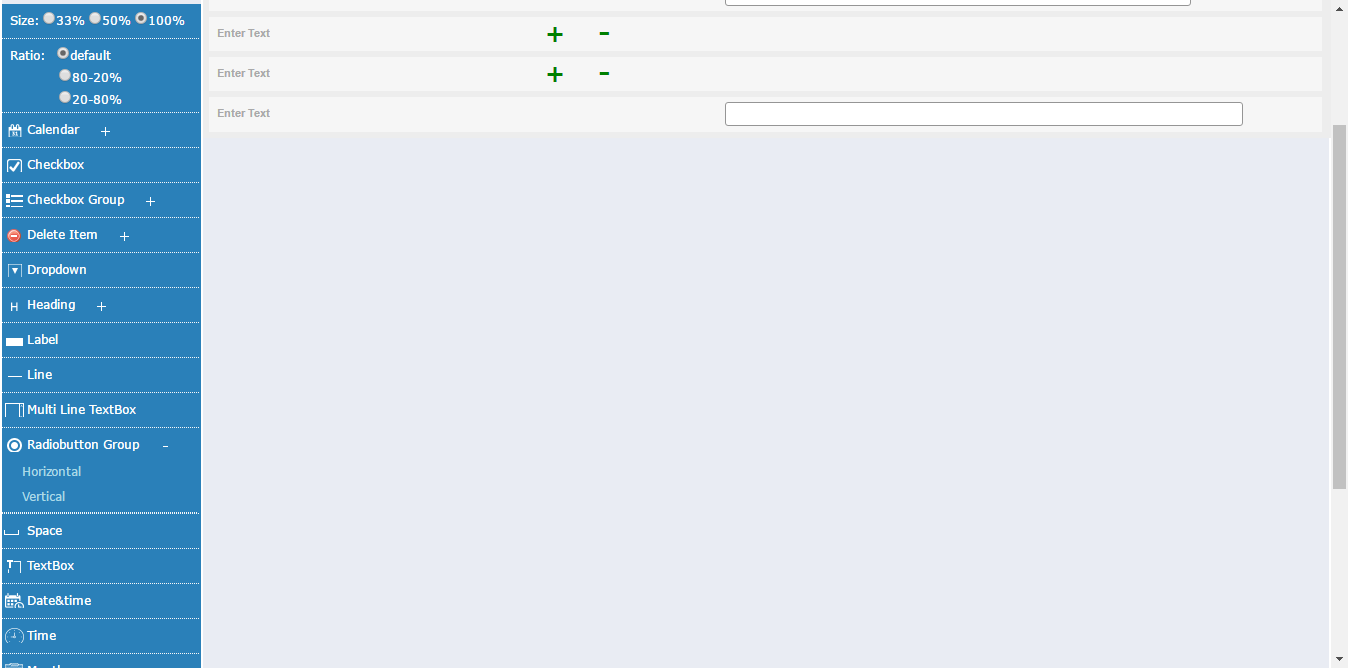 Size: 33% 50% 100%
Ratio: default
80-20%
20-80%
Calendar +
Checkbox
Checkbox Group +
Delete Item +
Dropdown
H Heading +
Label
Line
Multi Line TextBox
Radiobutton Group -
Horizontal
Vertical
Space
TextBox
Date&time
Time
Enter Text + -
Enter Text + -
Enter Text